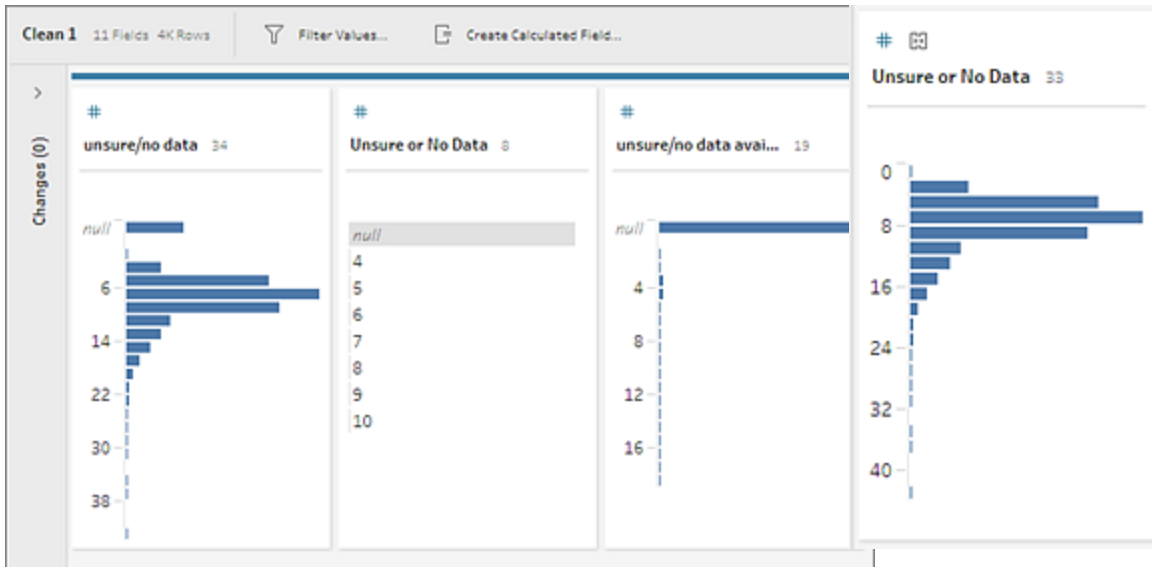 Clean 1 11 Fields 4K Rows Filter Values... Create Calculated Field...
Changes (0)
unsure/no data 34
null
6
14
22
30
38
Unsure or No Data 8
null
4
5
6
7
8
9
10
unsure/no data avai... 19
null
4
8
12
16
Unsure or No Data 33
0
8
16
24
32
40